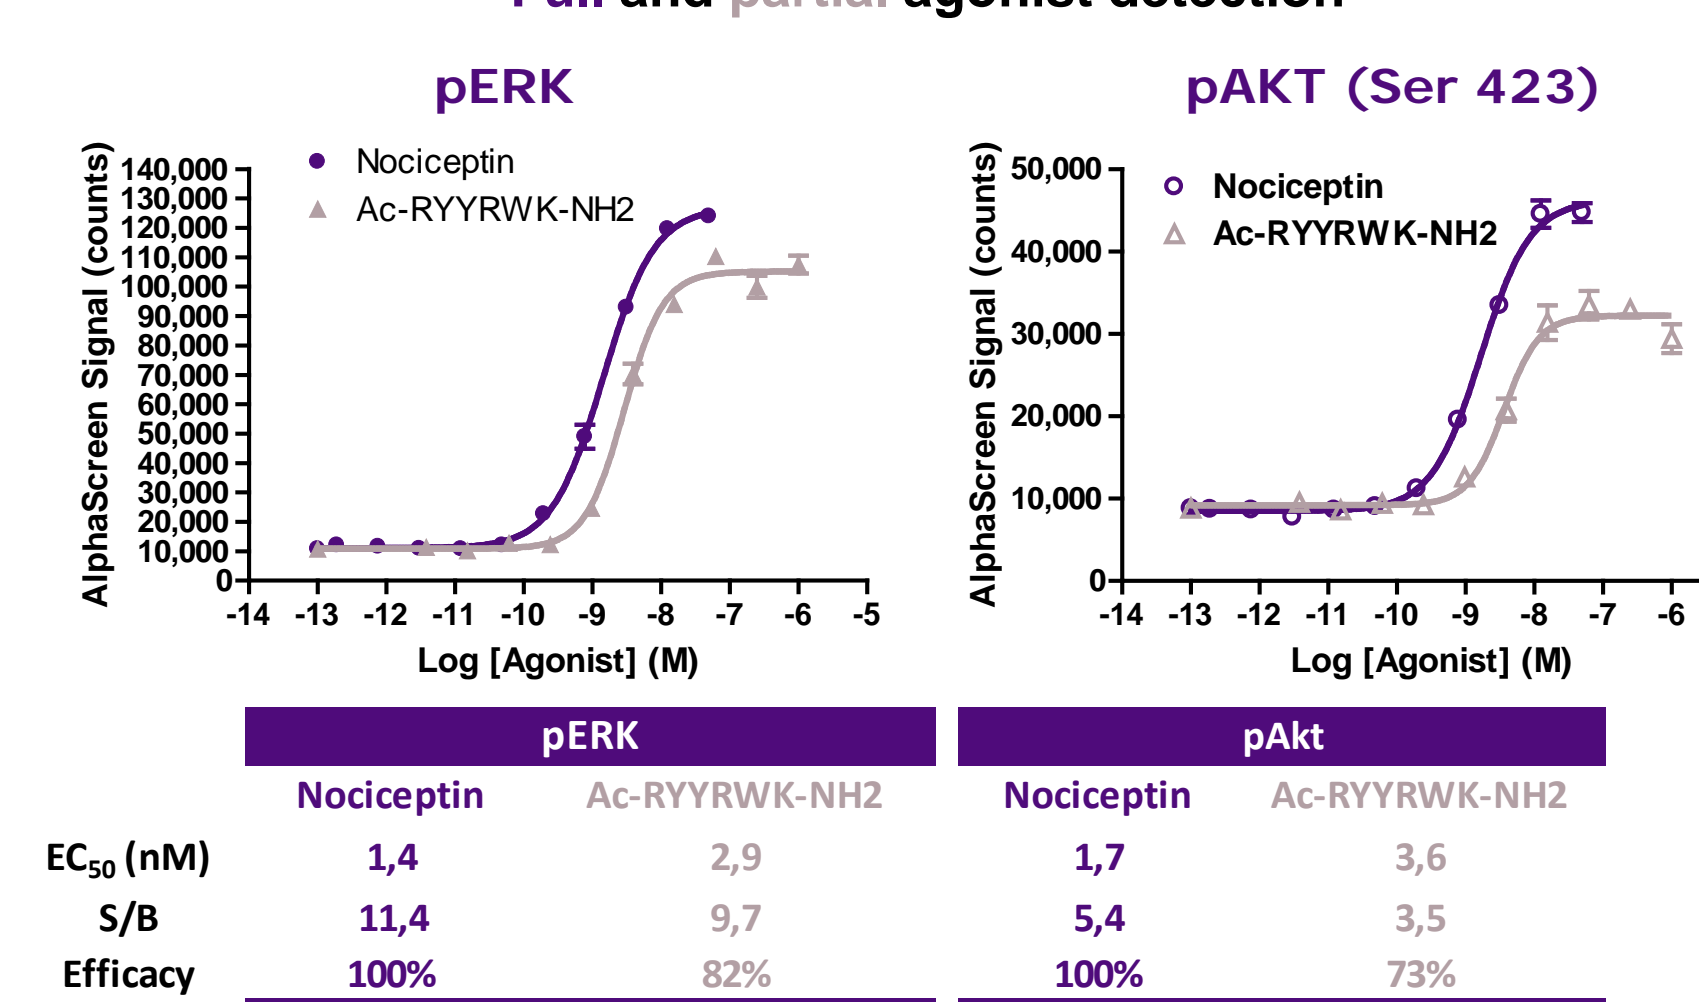 Full and partial agonist detection
pERK
pAKT (Ser 423)
AlphaScreen Signal (counts)
140,000
130,000
120,000
110,000
100,000
90,000
80,000
70,000
60,000
50,000
40,000
30,000
20,000
10,000
0
Nociceptin
Ac-RYYRWK-NH2
-14 -13 -12 -11 -10 -9 -8 -7 -6 -5
Log [Agonist] (M)
AlphaScreen Signal (counts)
50,000
40,000
30,000
20,000
10,000
0
Nociceptin
Ac-RYYRWK-NH2
-14 -13 -12 -11 -10 -9 -8 -7 -6
Log [Agonist] (M)
pERK pAkt
Nociceptin Ac-RYYRWK-NH2 Nociceptin Ac-RYYRWK-NH2
EC50 (nM) 1,4 2,9 1,7 3,6
S/B 11,4 9,7 5,4 3,5
Efficacy 100% 82% 100% 73%